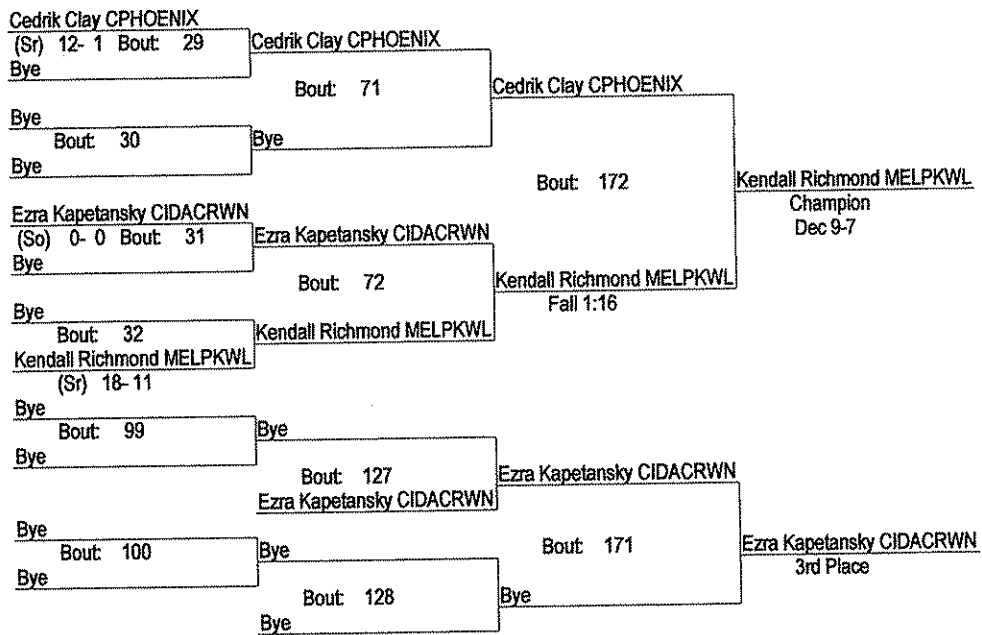 Cedrik Clay CPHOENIX
(Sr) 12- 1 Bout: 29
Bye
Cedrik Clay CPHOENIX
Bout: 71
Bye
Bout: 30
Bye
Bye
Cedrik Clay CPHOENIX
Bout: 172
Ezra Kapetansky CIDACRWN
(So) 0- 0 Bout: 31
Bye
Ezra Kapetansky CIDACRWN
Bout: 72
Bye
Bout: 32
Kendall Richmond MELPKWL
(Sr) 18- 11
Kendall Richmond MELPKWL
Kendall Richmond MELPKWL
Fall 1:16
Kendall Richmond MELPKWL
Champion
Dec 9-7
Bye
Bout: 99
Bye
Bye
Bout: 127
Ezra Kapetansky CIDACRWN
Ezra Kapetansky CIDACRWN
Bout: 171
Bye
Bout: 100
Bye
Bye
Bout: 128
Bye
Ezra Kapetansky CIDACRWN
3rd Place